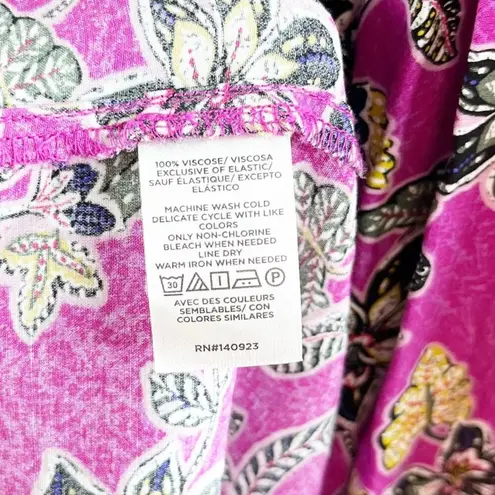 100% VISCOSE/ VISCOSA
EXCLUSIVE OF ELASTIC/
SAUF ÉLASTIQUE/ EXCEPTO
ELÁSTICO
MACHINE WASH COLD
DELICATE CYCLE WITH LIKE
COLORS
ONLY NON-CHLORINE
BLEACH WHEN NEEDED
LINE DRY
WARM IRON WHEN NEEDED
30 P
AVEC DES COULEURS
SEMBLABLES/ CON
COLORES SIMILARES
RN#140923